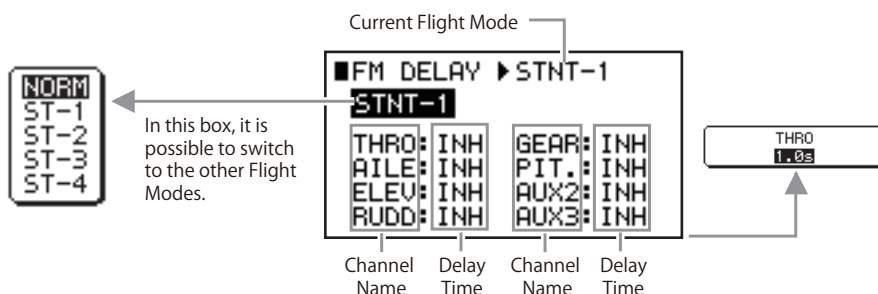 Current Flight Mode
■FM DELAY ▶STNT-1
STNT-1
THRO: INH GEAR: INH
AILE: INH PIT.: INH
ELEV: INH AUX2: INH
RUDD: INH AUX3: INH
Channel Name
Delay Time
Channel Name
Delay Time
NORM
ST-1
ST-2
ST-3
ST-4
In this box, it is
possible to switch
to the other Flight
Modes.
THRO
1.0s